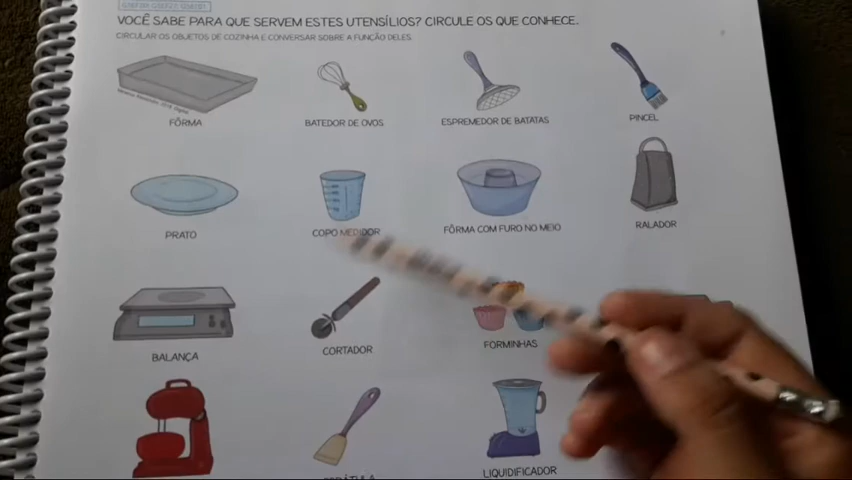 VOCÊ SABE PARA QUE SERVEM ESTES UTENSÍLIOS? CIRCULE OS QUE CONHECE.
CIRCULAR OS OBJETOS DE COZINHA E CONVERSAR SOBRE A FUNÇÃO DELES.
FÔRMA BATEDOR DE OVOS ESPREMEDOR DE BATATAS PINCEL
PRATO COPO MEDIDOR FÔRMA COM FURO NO MEIO RALADOR
BALANÇA CORTADOR FORMINHAS
LIQUIDIFICADOR